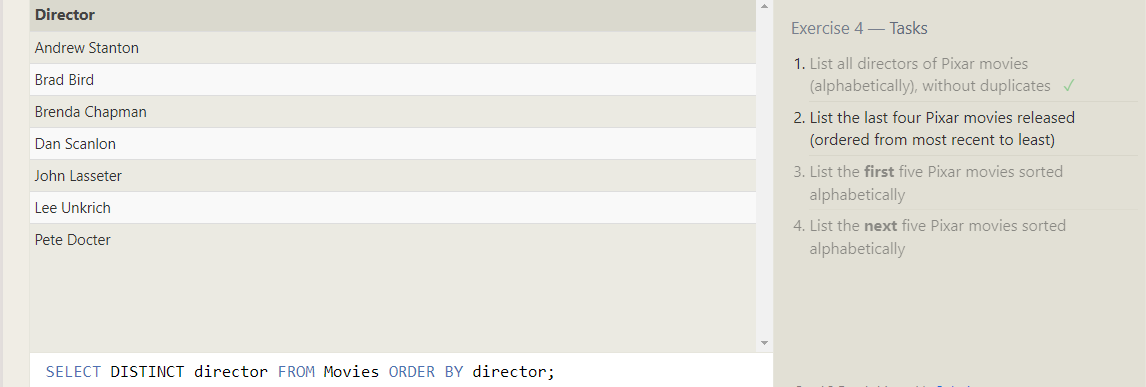 Director
Andrew Stanton
Brad Bird
Brenda Chapman
Dan Scanlon
John Lasseter
Lee Unkrich
Pete Docter
SELECT DISTINCT director FROM Movies ORDER BY director;
Exercise 4 — Tasks
1. List all directors of Pixar movies
(alphabetically), without duplicates ✓
2. List the last four Pixar movies released
(ordered from most recent to least)
3. List the first five Pixar movies sorted
alphabetically
4. List the next five Pixar movies sorted
alphabetically